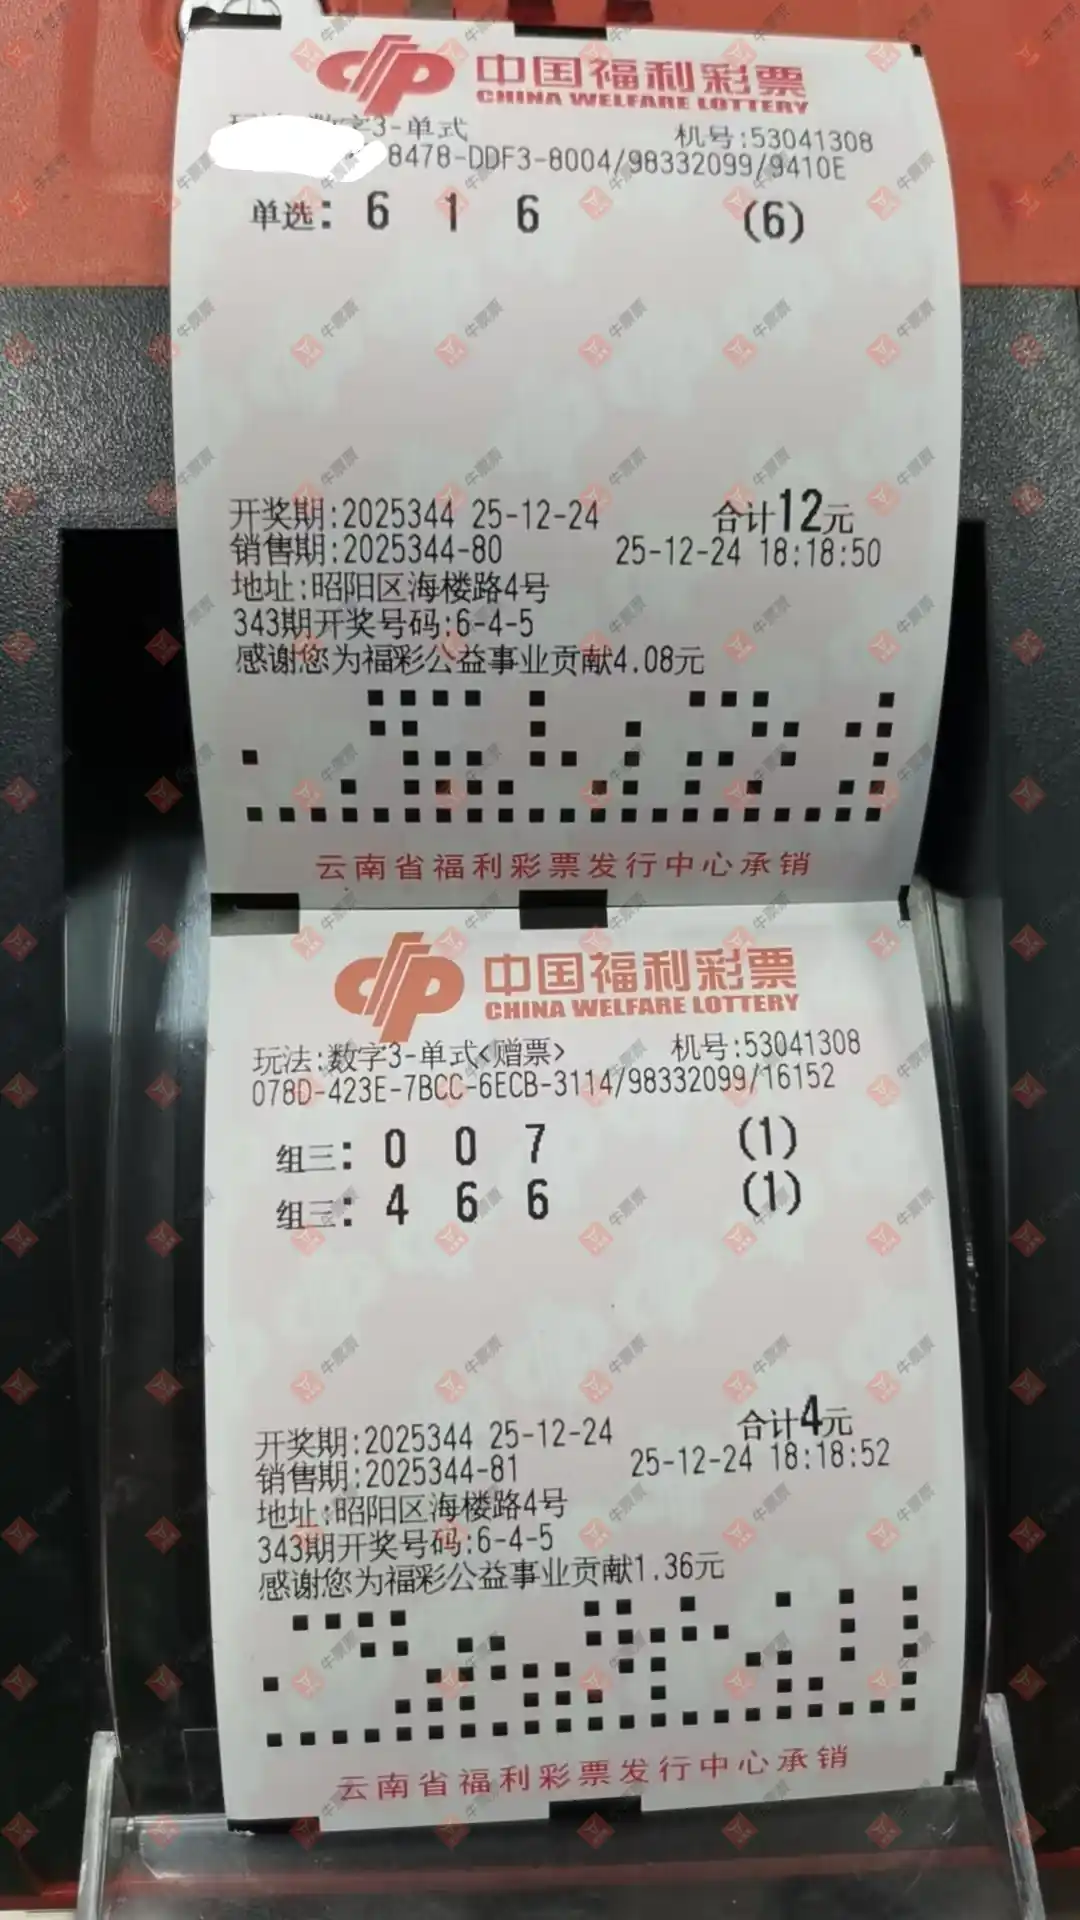 中国福利彩票
CHINA WELFARE LOTTERY
数字3-单式 机号:53041308
8478-DDF3-8004/98332099/9410E
单选: 6 1 6 (6)
开奖期:2025344 25-12-24 合计12元
销售期:2025344-80 25-12-24 18:18:50
地址:昭阳区海楼路4号
343期开奖号码:6-4-5
感谢您为福彩公益事业贡献4.08元
云南省福利彩票发行中心承销
中国福利彩票
CHINA WELFARE LOTTERY
玩法:数字3-单式<赠票> 机号:53041308
078D-423E-7BCC-6ECB-3114/98332099/16152
组三: 0 0 7 (1)
组三: 4 6 6 (1)
开奖期:2025344 25-12-24 合计4元
销售期:2025344-81 25-12-24 18:18:52
地址:昭阳区海楼路4号
343期开奖号码:6-4-5
感谢您为福彩公益事业贡献1.36元
云南省福利彩票发行中心承销